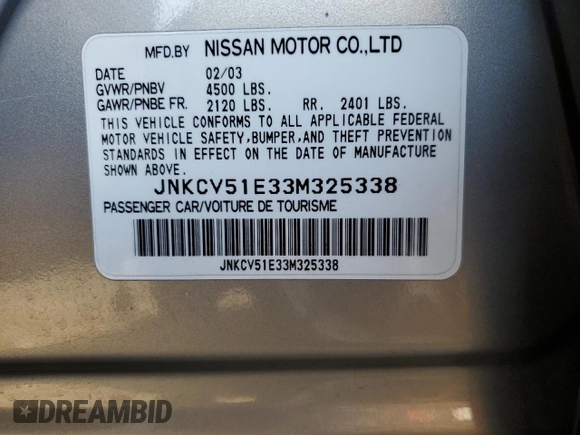 MFD.BY NISSAN MOTOR CO.,LTD
DATE 02/03
GVWR/PNBV 4500 LBS.
GAWR/PNBE FR. 2120 LBS. RR. 2401 LBS.
THIS VEHICLE CONFORMS TO ALL APPLICABLE FEDERAL
MOTOR VEHICLE SAFETY,BUMPER,AND THEFT PREVENTION
STANDARDS IN EFFECT ON THE DATE OF MANUFACTURE
SHOWN ABOVE.
JNKCV51E33M325338
PASSENGER CAR/VOITURE DE TOURISME
JNKCV51E33M325338
DREAMBID